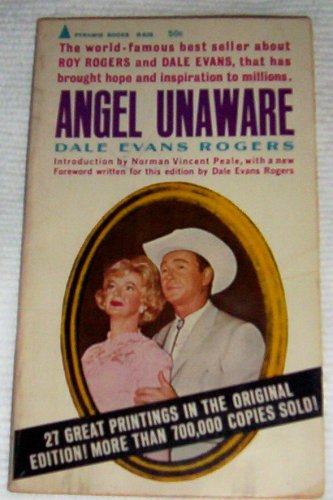 PYRAMID BOOKS
50¢
The world-famous best seller about
ROY ROGERS and DALE EVANS, that has
brought hope and inspiration to millions.
ANGEL UNAWARE
DALE EVANS ROGERS
Introduction by Norman Vincent Peale, with a new
Foreword written for this edition by Dale Evans Rogers
27 GREAT PRINTINGS IN THE ORIGINAL
EDITION! MORE THAN 700,000 COPIES SOLD!